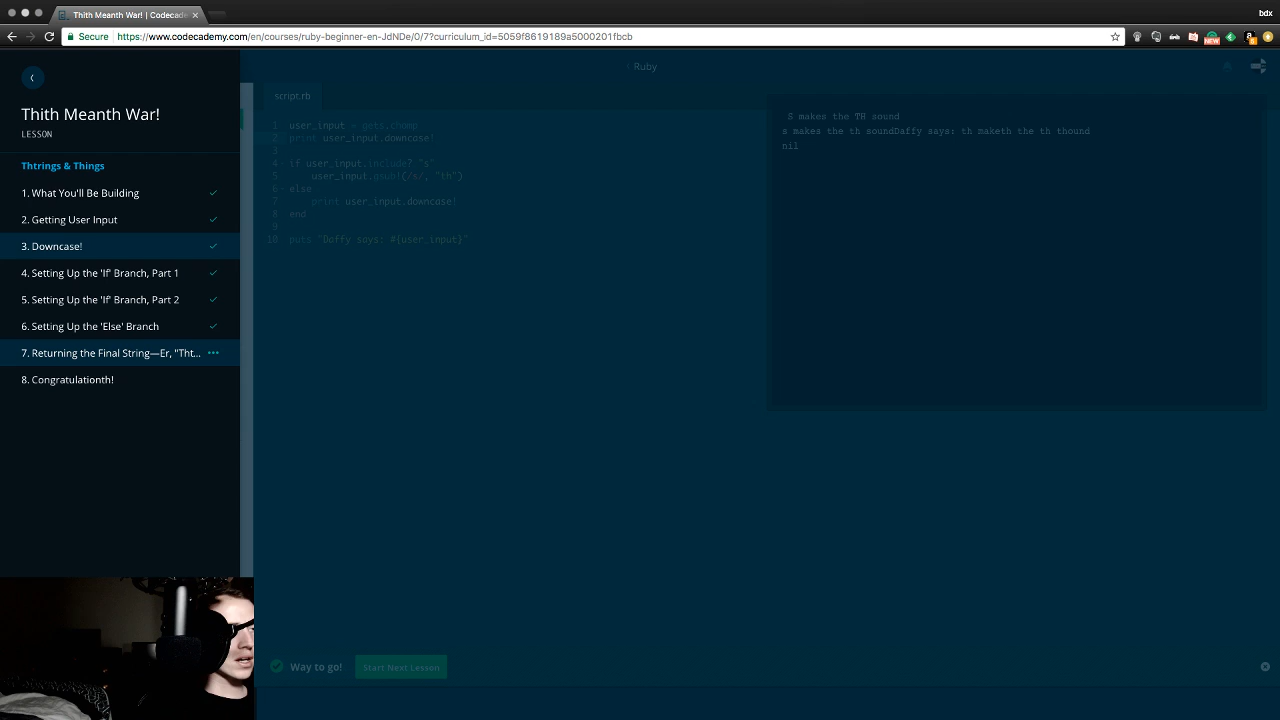 Thith Meanth War! | Codecade
bdx
Secure https://www.codecademy.com/en/courses/ruby-beginner-en-JdNDe/0/7?curriculum_id=5059f8619189a5000201fbcb
NEW
Ruby
Thith Meanth War!
LESSON
Thtrings & Things
1. What You'll Be Building
2. Getting User Input
3. Downcase!
4. Setting Up the 'If' Branch, Part 1
5. Setting Up the 'If' Branch, Part 2
6. Setting Up the 'Else' Branch
7. Returning the Final String—Er, "Tht...
8. Congratulationth!
script.rb
1 user_input = gets.chomp
2 print user_input.downcase!
3
4 if user_input.include? "s"
5 user_input.gsub!(/s/, "th")
6 else
7 print user_input.downcase!
8 end
9
10 puts "Daffy says: #{user_input}"
S makes the TH sound
s makes the th soundDaffy says: th maketh the th thound
nil
Way to go!
Start Next Lesson